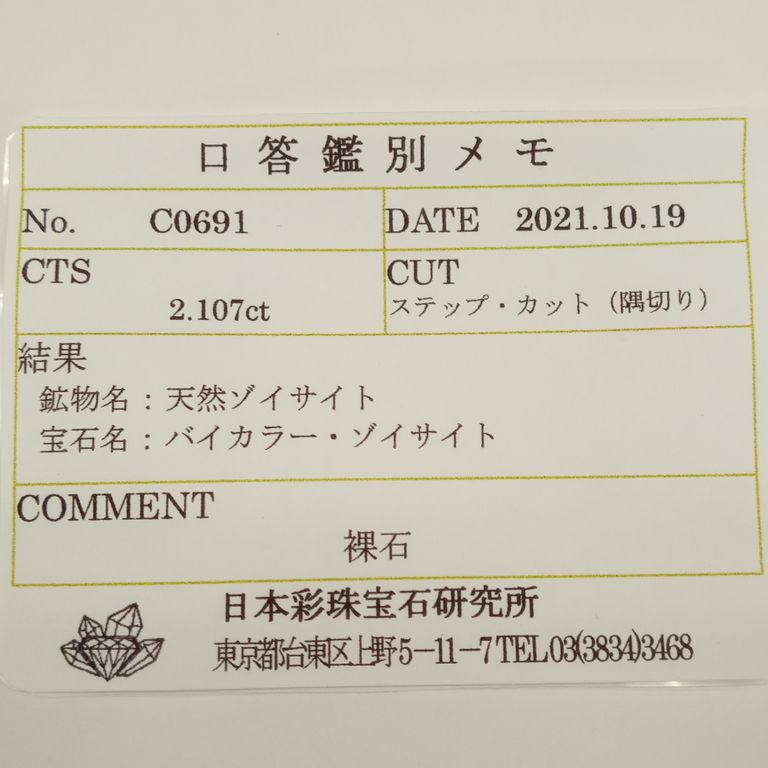 口答鑑別メモ
No. C0691
DATE 2021.10.19
CTS
2.107ct
CUT
ステップ・カット（隅切り）
結果
鉱物名：天然ゾイサイト
宝石名：バイカラー・ゾイサイト
COMMENT
裸石
日本彩珠宝石研究所
東京都台東区上野5－11－7 TEL03(3834)3468